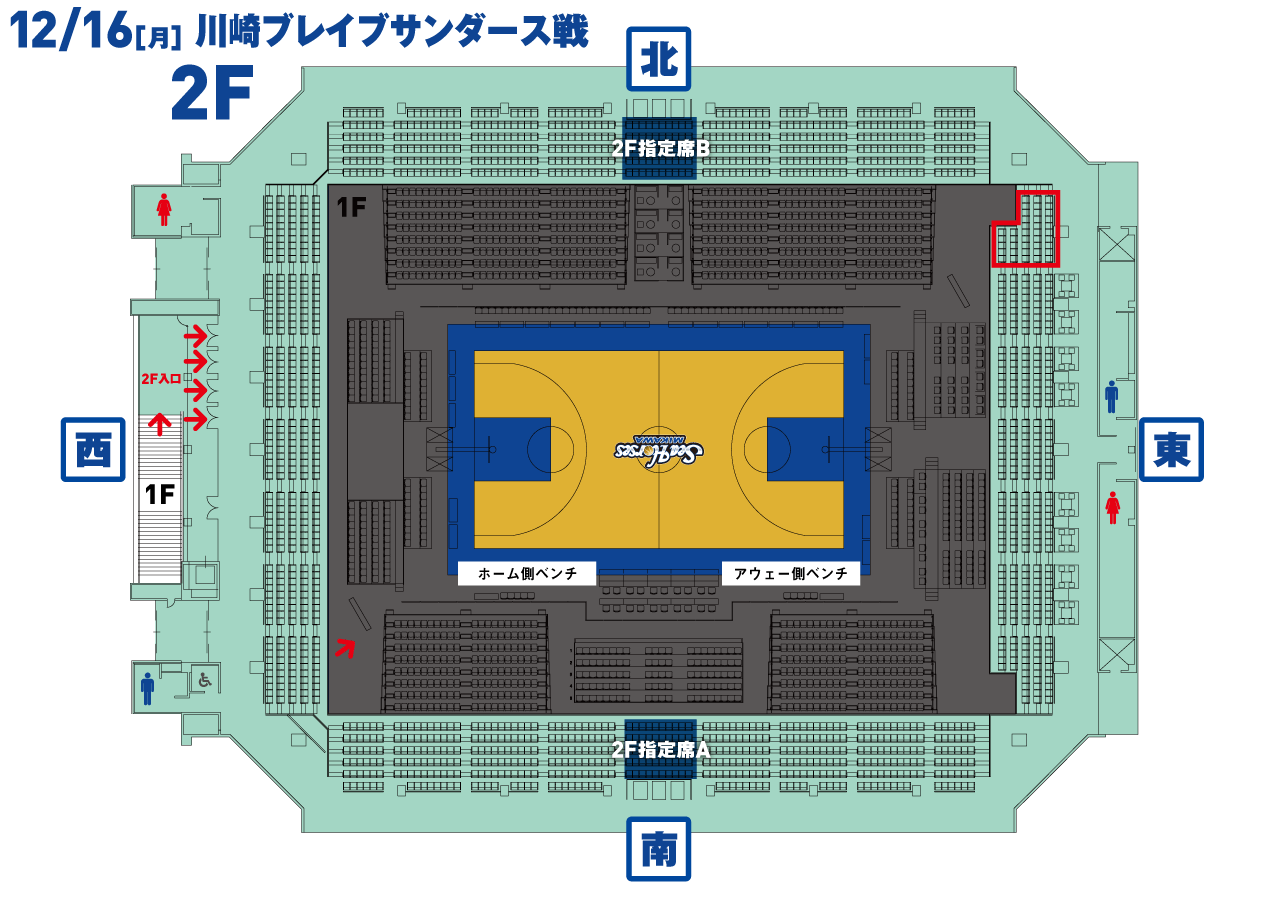 12/16[月] 川崎ブレイブサンダース戦
2F
北
2F指定席B
1F
2F入口
西
1F
東
SeaHorses
MIKAWA
ホーム側ベンチ
アウェー側ベンチ
2F指定席A
南